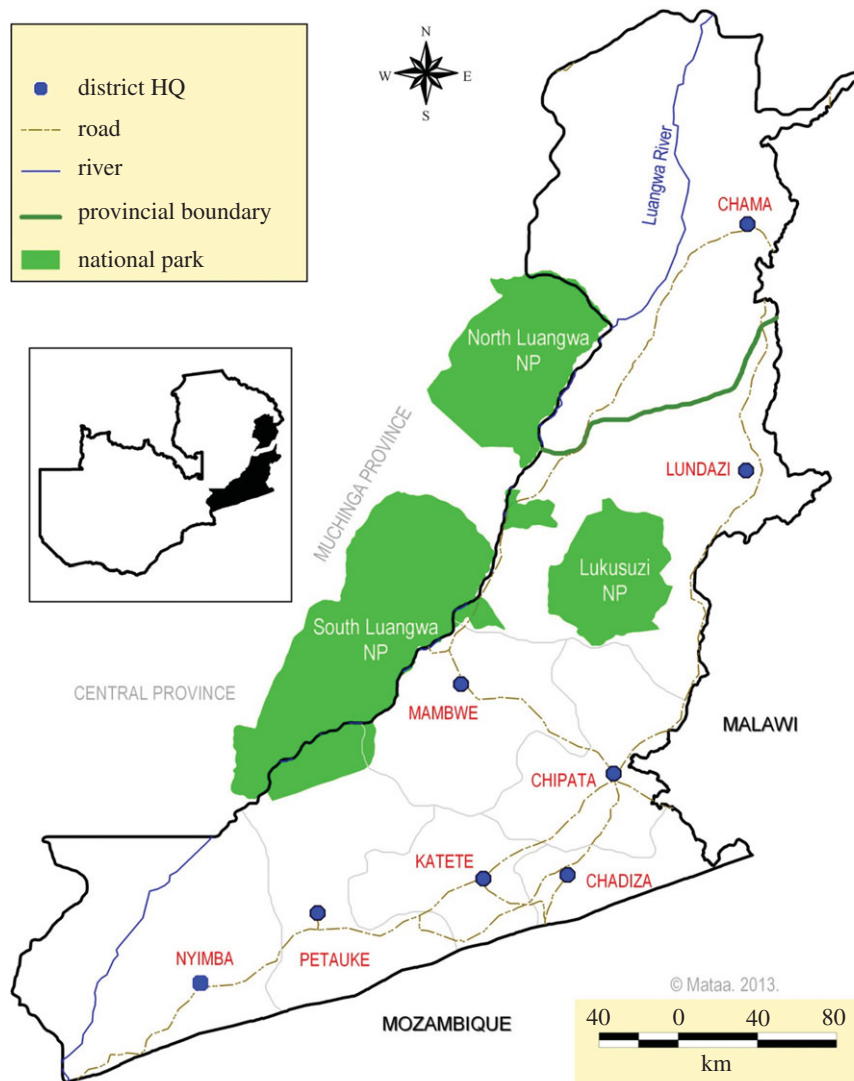 N
W
E
S
district HQ
road
river
provincial boundary
national park
Luangwa River
CHAMA
North Luangwa
NP
MUCHINGA PROVINCE
LUNDAZI
Lukusuzi
NP
South Luangwa
NP
CENTRAL PROVINCE
MAMBWE
MALAWI
CHIPATA
KATETE
CHADIZA
NYIMBA
PETAUKE
© Mataa. 2013.
MOZAMBIQUE
40 0 40 80
km